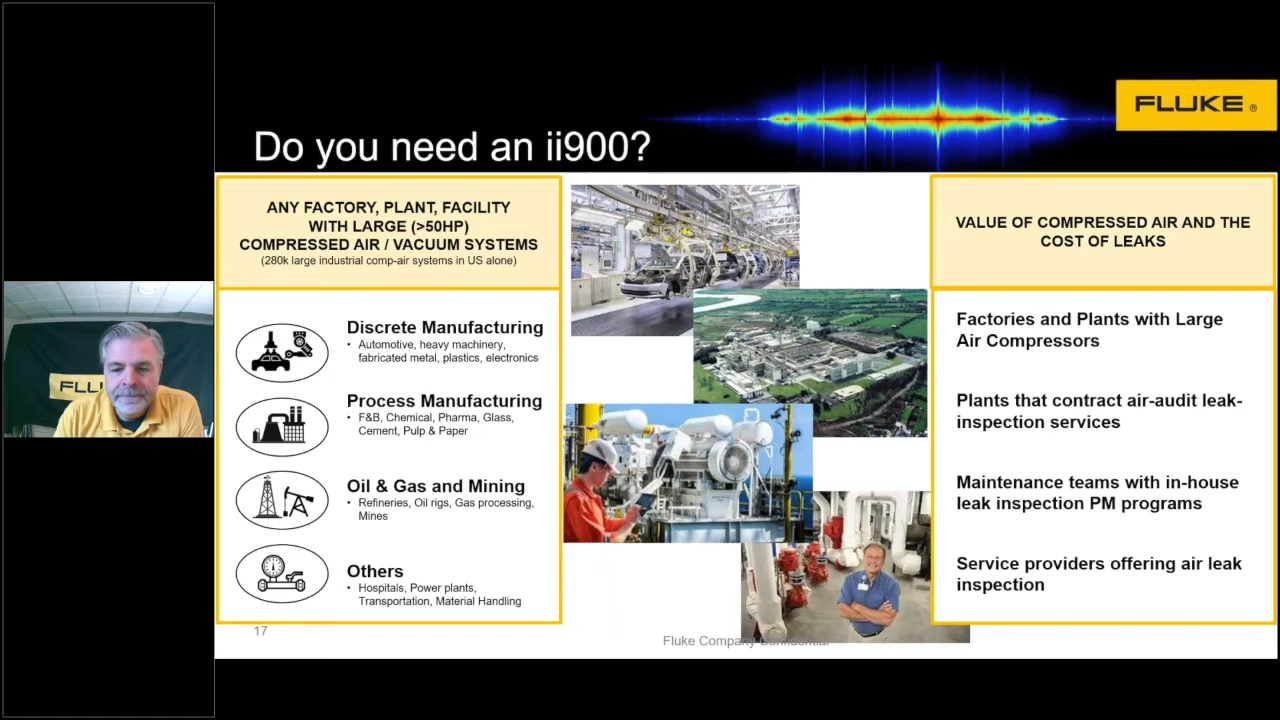 FLUKE ®
Do you need an ii900?
ANY FACTORY, PLANT, FACILITY
WITH LARGE (>50HP)
COMPRESSED AIR / VACUUM SYSTEMS
(280k large industrial comp-air systems in US alone)
Discrete Manufacturing
• Automotive, heavy machinery,
fabricated metal, plastics, electronics
Process Manufacturing
• F&B, Chemical, Pharma, Glass,
Cement, Pulp & Paper
Oil & Gas and Mining
• Refineries, Oil rigs, Gas processing,
Mines
Others
• Hospitals, Power plants,
Transportation, Material Handling
VALUE OF COMPRESSED AIR AND THE
COST OF LEAKS
Factories and Plants with Large
Air Compressors
Plants that contract air-audit leak-
inspection services
Maintenance teams with in-house
leak inspection PM programs
Service providers offering air leak
inspection
17
Fluke Company Confidential
FLU